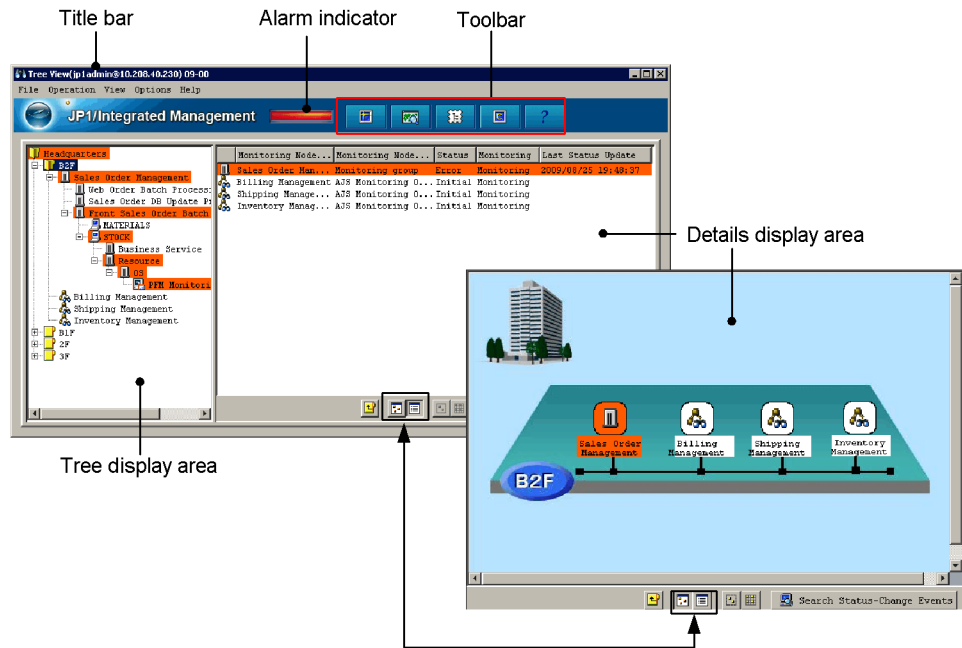 Title bar
Alarm indicator
Toolbar
Tree View(jp1admin@10.208.40.230) 09-00
File Operation View Options Help
JP1/Integrated Management
?
Headquarters
B2F
Sales Order Management
Web Order Batch Process:
Sales Order DB Update P
Front Sales Order Batch
MATERIALS
STOCK
Business Service
Resource
OS
PFM Monitori
Billing Management
Shipping Management
Inventory Management
B1F
2F
3F
Monitoring Node... Monitoring Node... Status Monitoring Last Status Update
Sales Order Man... Monitoring group Error Monitoring 2009/08/25 19:48:37
Billing Management AJS Monitoring O... Initial Monitoring
Shipping Manage... AJS Monitoring O... Initial Monitoring
Inventory Manag... AJS Monitoring O... Initial Monitoring
Details display area
Tree display area
Sales Order Management
Billing Management
Shipping Management
Inventory Management
B2F
Search Status-Change Events